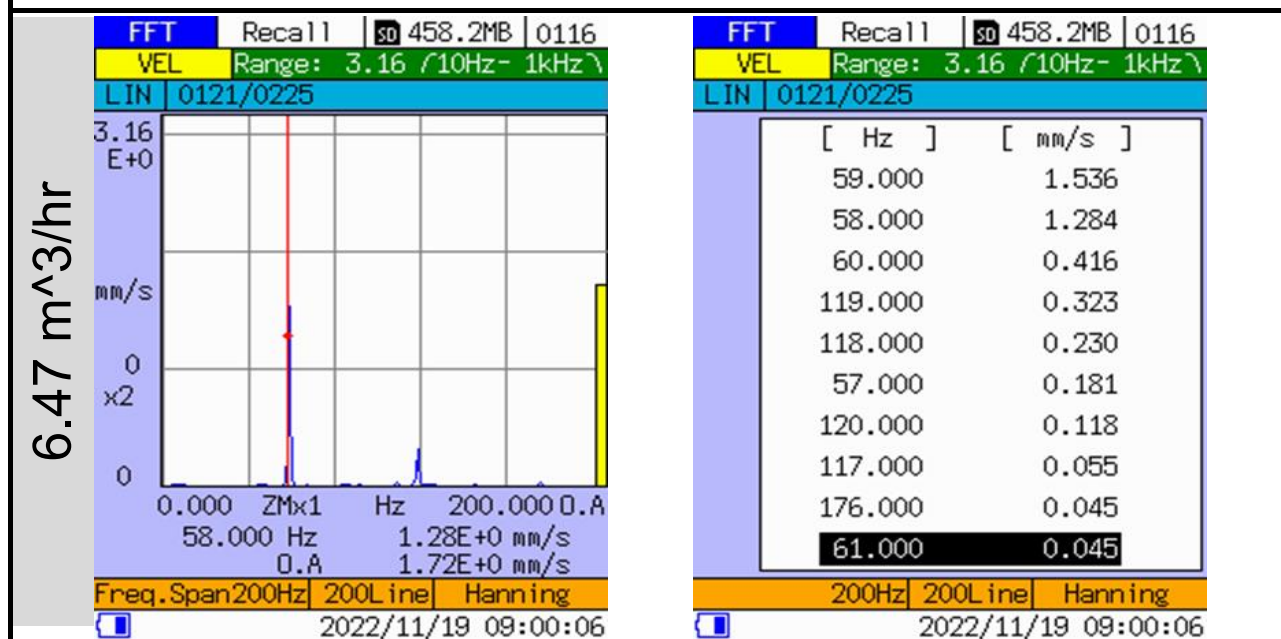 6.47 m^3/hr
FFT Recall SD 458.2MB 0116
VEL Range: 3.16 10Hz- 1kHz
LIN 0121/0225
3.16
E+0
mm/s
0
x2
0
0.000 ZMx1 Hz 200.000 O.A
58.000 Hz 1.28E+0 mm/s
O.A 1.72E+0 mm/s
Freq.Span200Hz 200Line Hanning
2022/11/19 09:00:06
FFT Recall SD 458.2MB 0116
VEL Range: 3.16 10Hz- 1kHz
LIN 0121/0225
[ Hz ] [ mm/s ]
59.000 1.536
58.000 1.284
60.000 0.416
119.000 0.323
118.000 0.230
57.000 0.181
120.000 0.118
117.000 0.055
176.000 0.045
61.000 0.045
200Hz 200Line Hanning
2022/11/19 09:00:06